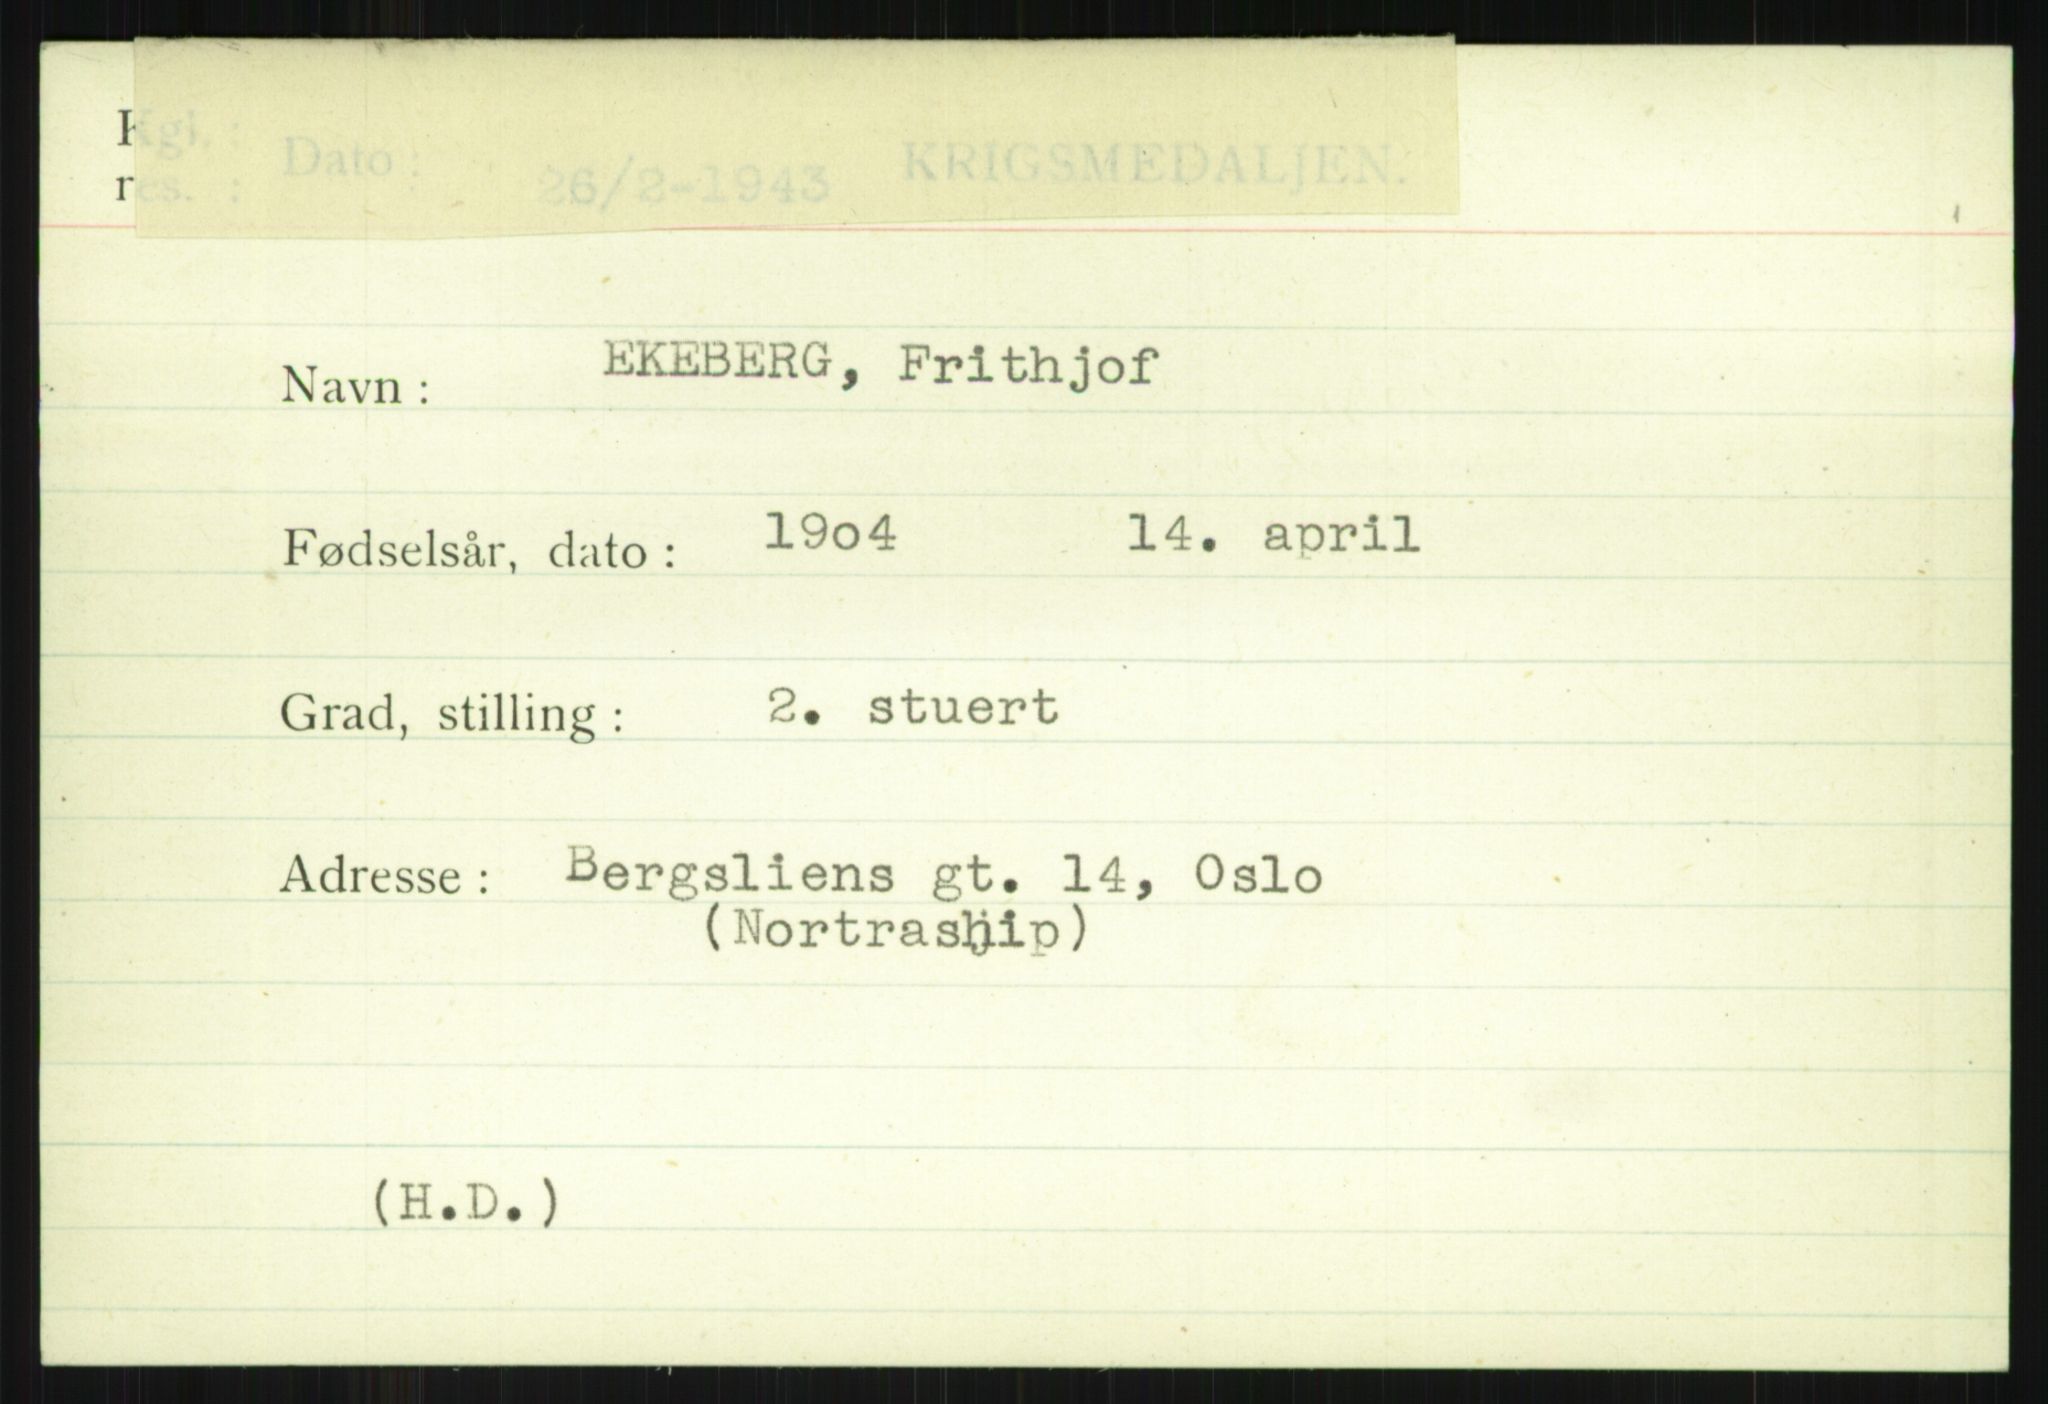 Kgl. :
res. : Dato : 26/2-1943 KRIGSMEDALJEN.
Navn : EKEBERG, Frithjof
Fødselsår, dato : 19o4 14. april
Grad, stilling : 2. stuert
Adresse : Bergsliens gt. 14, Oslo
(Nortraship)
(H.D.)